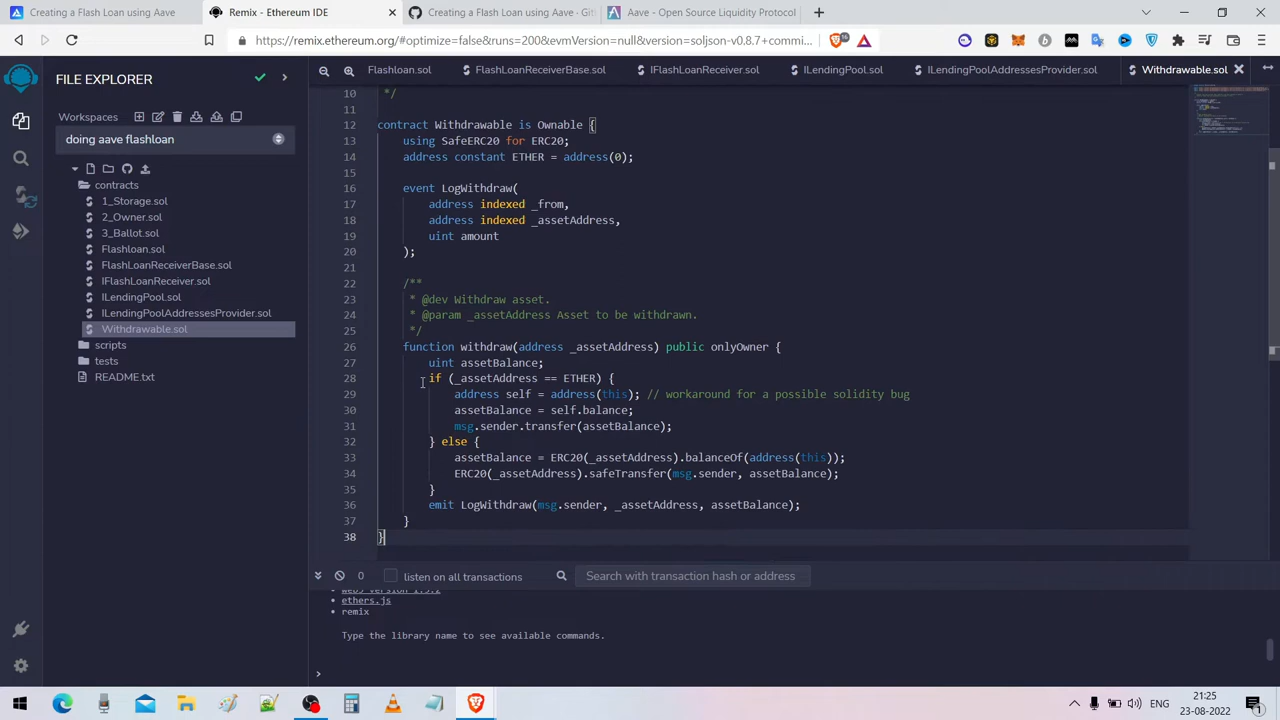 Creating a Flash Loan using Aave
Remix - Ethereum IDE
Creating a Flash Loan using Aave · Git
Aave - Open Source Liquidity Protocol
https://remix.ethereum.org/#optimize=false&runs=200&evmVersion=null&version=soljson-v0.8.7+commi...
16
FILE EXPLORER
Workspaces
doing aave flashloan
contracts
1_Storage.sol
2_Owner.sol
3_Ballot.sol
Flashloan.sol
FlashLoanReceiverBase.sol
IFlashLoanReceiver.sol
ILendingPool.sol
ILendingPoolAddressesProvider.sol
Withdrawable.sol
scripts
tests
README.txt
Flashloan.sol
FlashLoanReceiverBase.sol
IFlashLoanReceiver.sol
ILendingPool.sol
ILendingPoolAddressesProvider.sol
Withdrawable.sol
10 */
11
12 contract Withdrawable is Ownable {
13 using SafeERC20 for ERC20;
14 address constant ETHER = address(0);
15
16 event LogWithdraw(
17 address indexed _from,
18 address indexed _assetAddress,
19 uint amount
20 );
21
22 /**
23 * @dev Withdraw asset.
24 * @param _assetAddress Asset to be withdrawn.
25 */
26 function withdraw(address _assetAddress) public onlyOwner {
27 uint assetBalance;
28 if (_assetAddress == ETHER) {
29 address self = address(this); // workaround for a possible solidity bug
30 assetBalance = self.balance;
31 msg.sender.transfer(assetBalance);
32 } else {
33 assetBalance = ERC20(_assetAddress).balanceOf(address(this));
34 ERC20(_assetAddress).safeTransfer(msg.sender, assetBalance);
35 }
36 emit LogWithdraw(msg.sender, _assetAddress, assetBalance);
37 }
38 }
0
listen on all transactions
Search with transaction hash or address
ethers.js
remix
Type the library name to see available commands.
>
21:25
23-08-2022
1